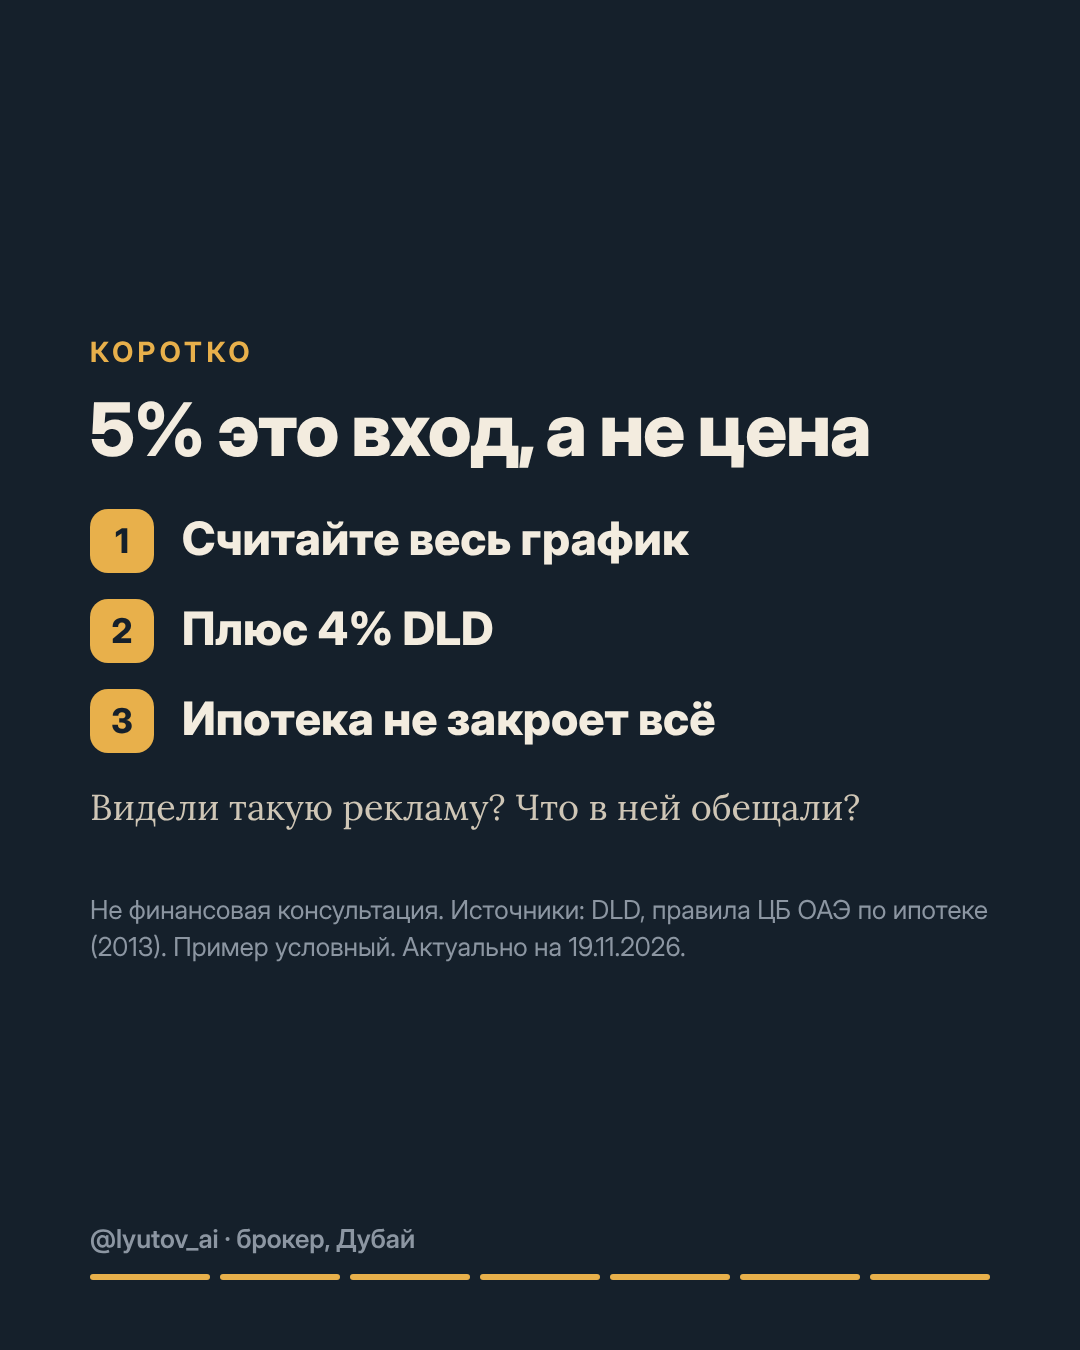 КОРОТКО
5% это вход, а не цена
1 Считайте весь график
2 Плюс 4% DLD
3 Ипотека не закроет всё
Видели такую рекламу? Что в ней обещали?
Не финансовая консультация. Источники: DLD, правила ЦБ ОАЭ по ипотеке
(2013). Пример условный. Актуально на 19.11.2026.
@lyutov_ai · брокер, Дубай